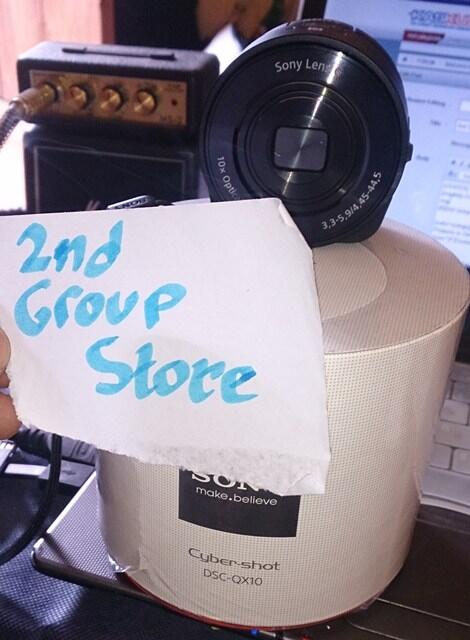 Sony Lens
10x Optic
3,3-5,9/4,45-44,5
2nd
Group
Store
SONY
make.believe
Cyber-shot
DSC-QX10